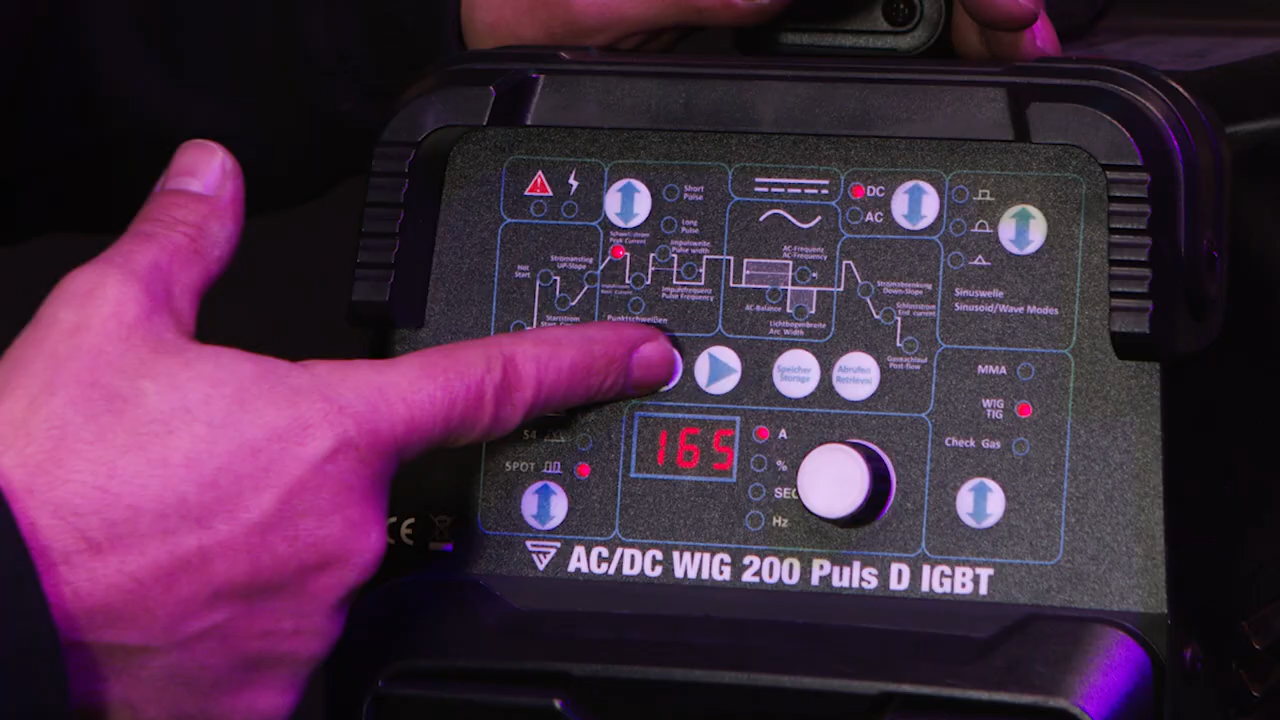 Short
Pulse
Long
Pulse
DC
AC
Schweißstrom
Peak Current
Impulsweite
Pulse width
AC-Frequenz
AC-Frequency
Hot
Start
Stromanstieg
UP-Slope
Impulsfrequenz
Pulse Frequency
AC-Balance
Stromabsenkung
Down-Slope
Sinuswelle
Sinusoid/Wave Modes
Startstrom
Punktschweißen
Lichtbogenbreite
Arc Width
Schlussstrom
End current
Gasnachlauf
Post-flow
Speicher
Storage
Abrufen
Retrieval
MMA
WIG
TIG
Check Gas
S4
SPOT
165
A
%
SEC
Hz
CE
AC/DC WIG 200 Puls D IGBT